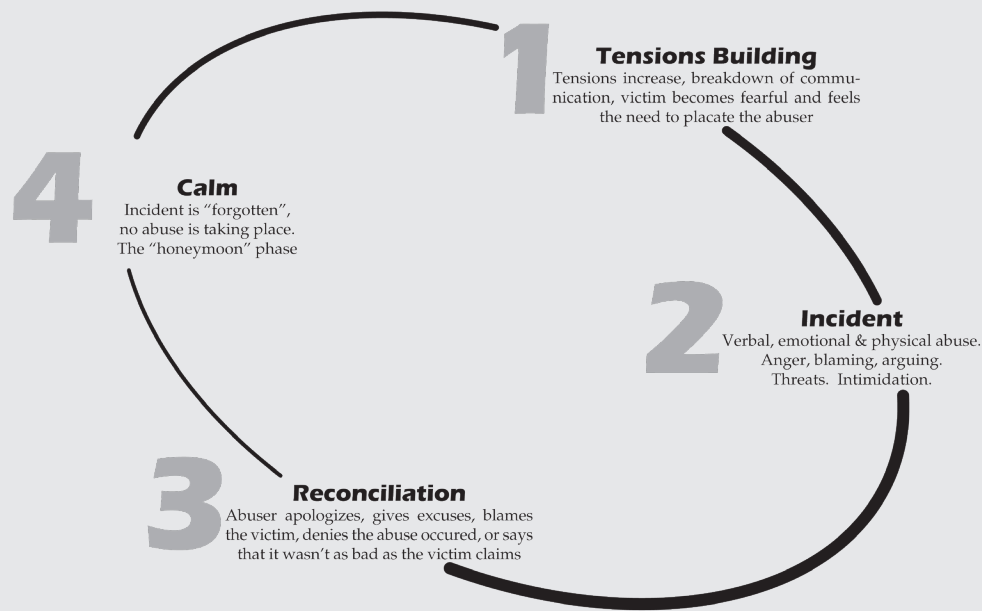 1
Tensions Building
Tensions increase, breakdown of commu-
nication, victim becomes fearful and feels
the need to placate the abuser
2
Incident
Verbal, emotional & physical abuse.
Anger, blaming, arguing.
Threats. Intimidation.
3
Reconciliation
Abuser apologizes, gives excuses, blames
the victim, denies the abuse occured, or says
that it wasn't as bad as the victim claims
4
Calm
Incident is “forgotten”,
no abuse is taking place.
The “honeymoon” phase